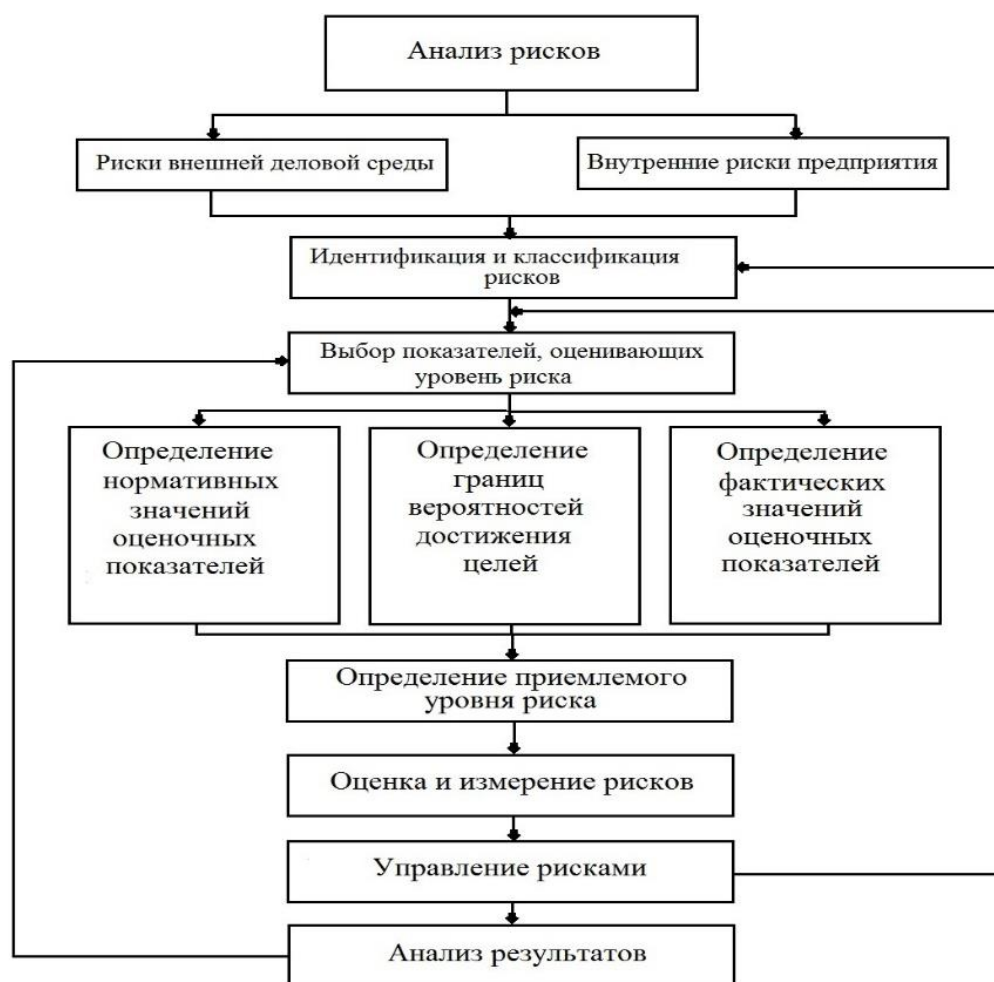 Анализ рисков
Риски внешней деловой среды
Внутренние риски предприятия
Идентификация и классификация
рисков
Выбор показателей, оценивающих
уровень риска
Определение
нормативных
значений
оценочных
показателей
Определение
границ
вероятностей
достижения
целей
Определение
фактических
значений
оценочных
показателей
Определение приемлемого
уровня риска
Оценка и измерение рисков
Управление рисками
Анализ результатов